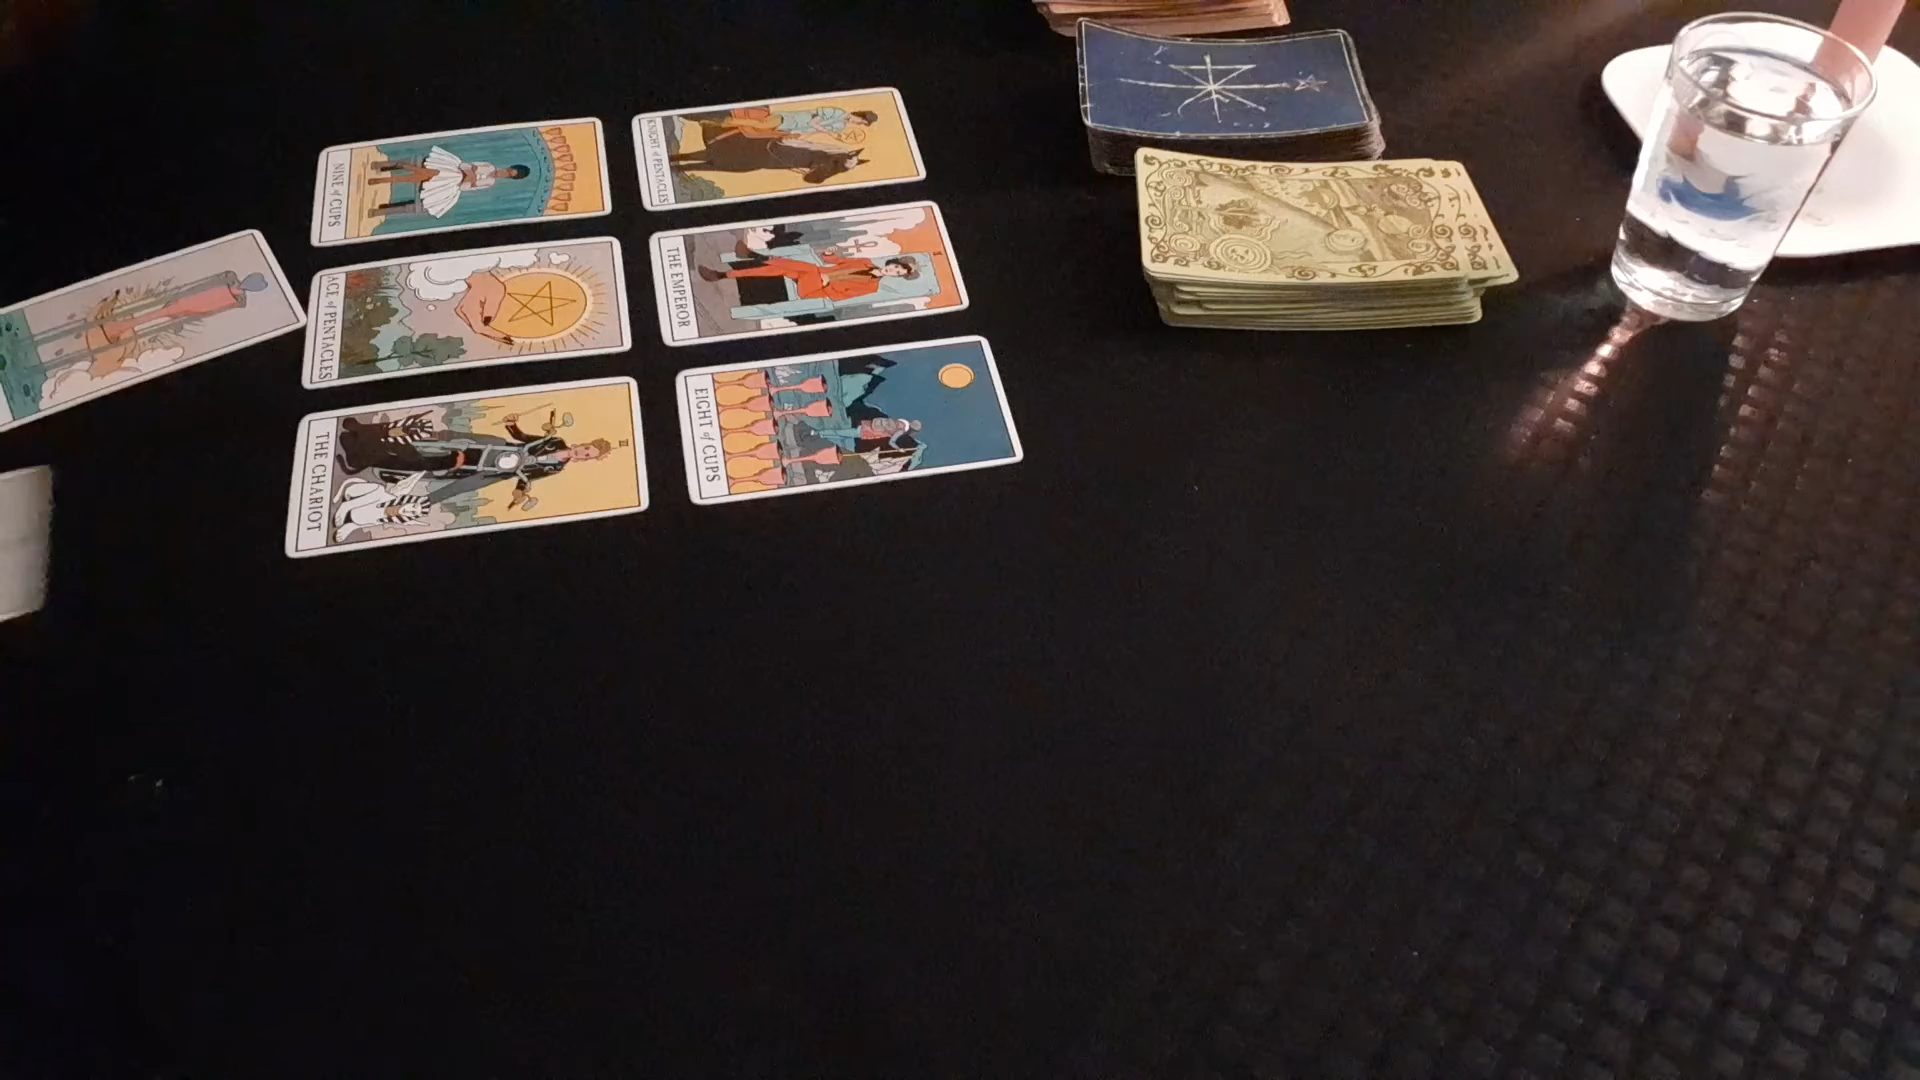 NINE of CUPS
KNIGHT of PENTACLES
ACE of PENTACLES
THE EMPEROR
THE CHARIOT
EIGHT of CUPS